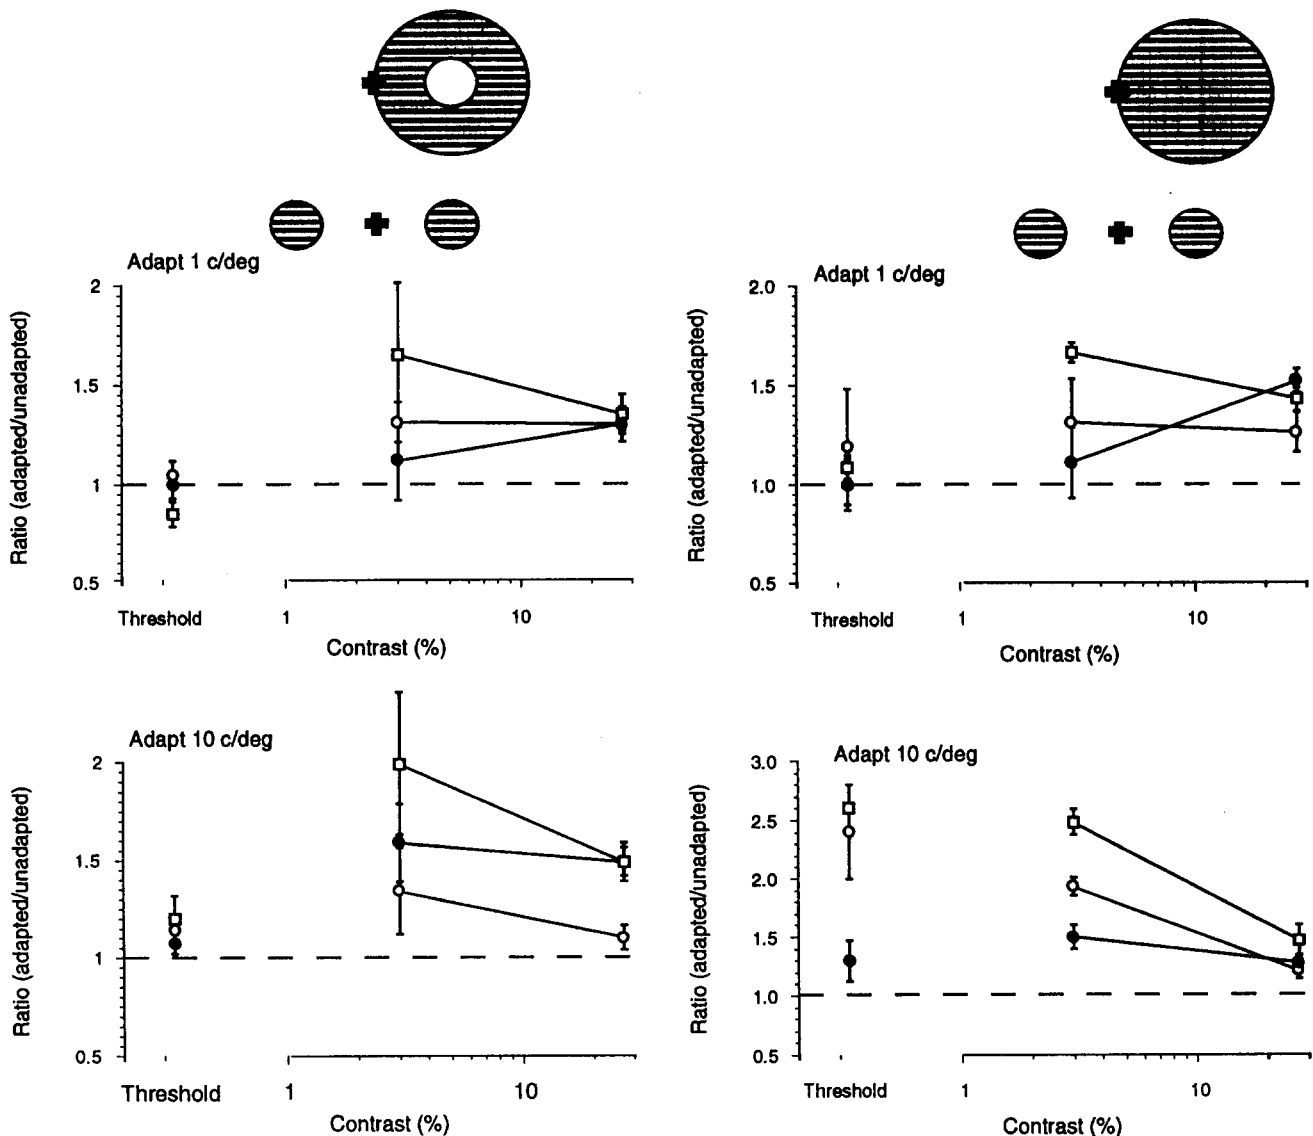 Adapt 1 c/deg
Ratio (adapted/unadapted)
2
1.5
1
0.5
Threshold
1
10
Contrast (%)
Adapt 1 c/deg
Ratio (adapted/unadapted)
2.0
1.5
1.0
0.5
Threshold
1
10
Contrast (%)
Adapt 10 c/deg
Ratio (adapted/unadapted)
2
1.5
1
0.5
Threshold
1
10
Contrast (%)
Adapt 10 c/deg
Ratio (adapted/unadapted)
3.0
2.5
2.0
1.5
1.0
0.5
Threshold
1
10
Contrast (%)